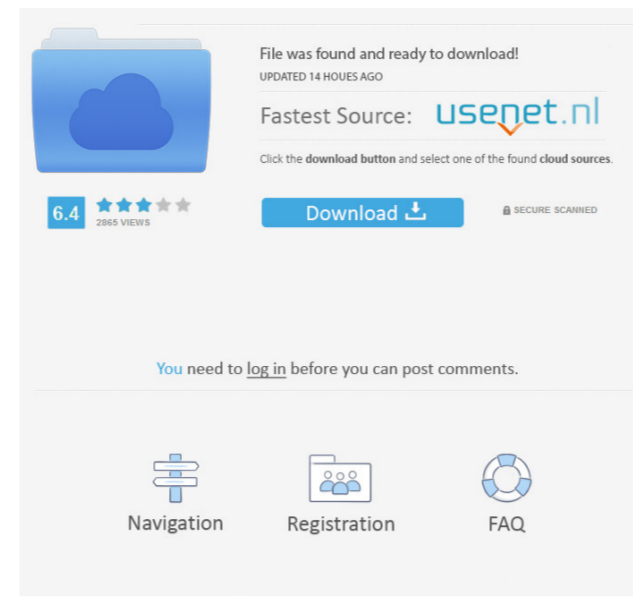 File was found and ready to download!
UPDATED 14 HOUES AGO
Fastest Source: usenet.nl
Click the download button and select one of the found cloud sources.
6.4
2865 VIEWS
Download
SECURE SCANNED
You need to log in before you can post comments.
Navigation
Registration
FAQ